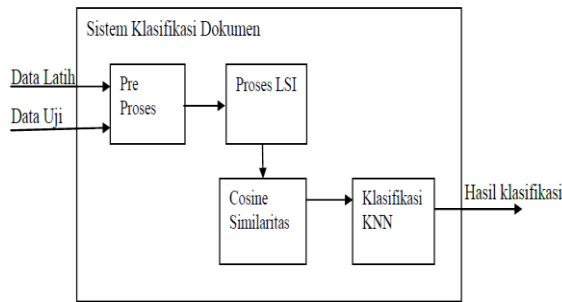 Sistem Klasifikasi Dokumen
Data Latih
Data Uji
Pre
Proses
Proses LSI
Cosine
Similaritas
Klasifikasi
KNN
Hasil klasifikasi